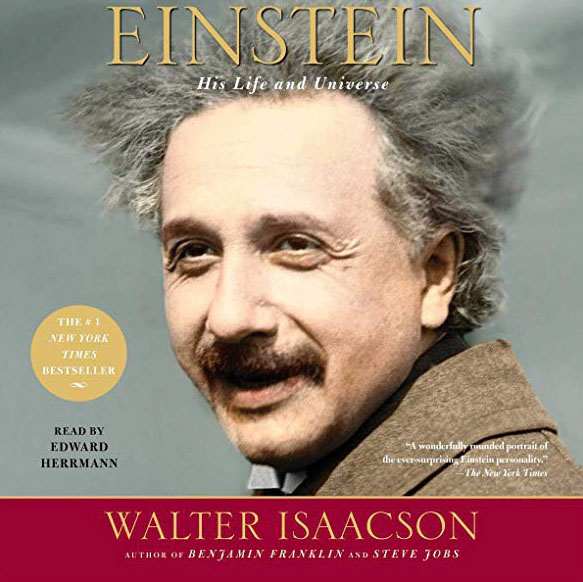 EINSTEIN
His Life and Universe
THE #1
NEW YORK
TIMES
BESTSELLER
READ BY
EDWARD
HERRMANN
“A wonderfully rounded portrait of
the ever-surprising Einstein personality.”
—The New York Times
WALTER ISAACSON
AUTHOR OF BENJAMIN FRANKLIN AND STEVE JOBS